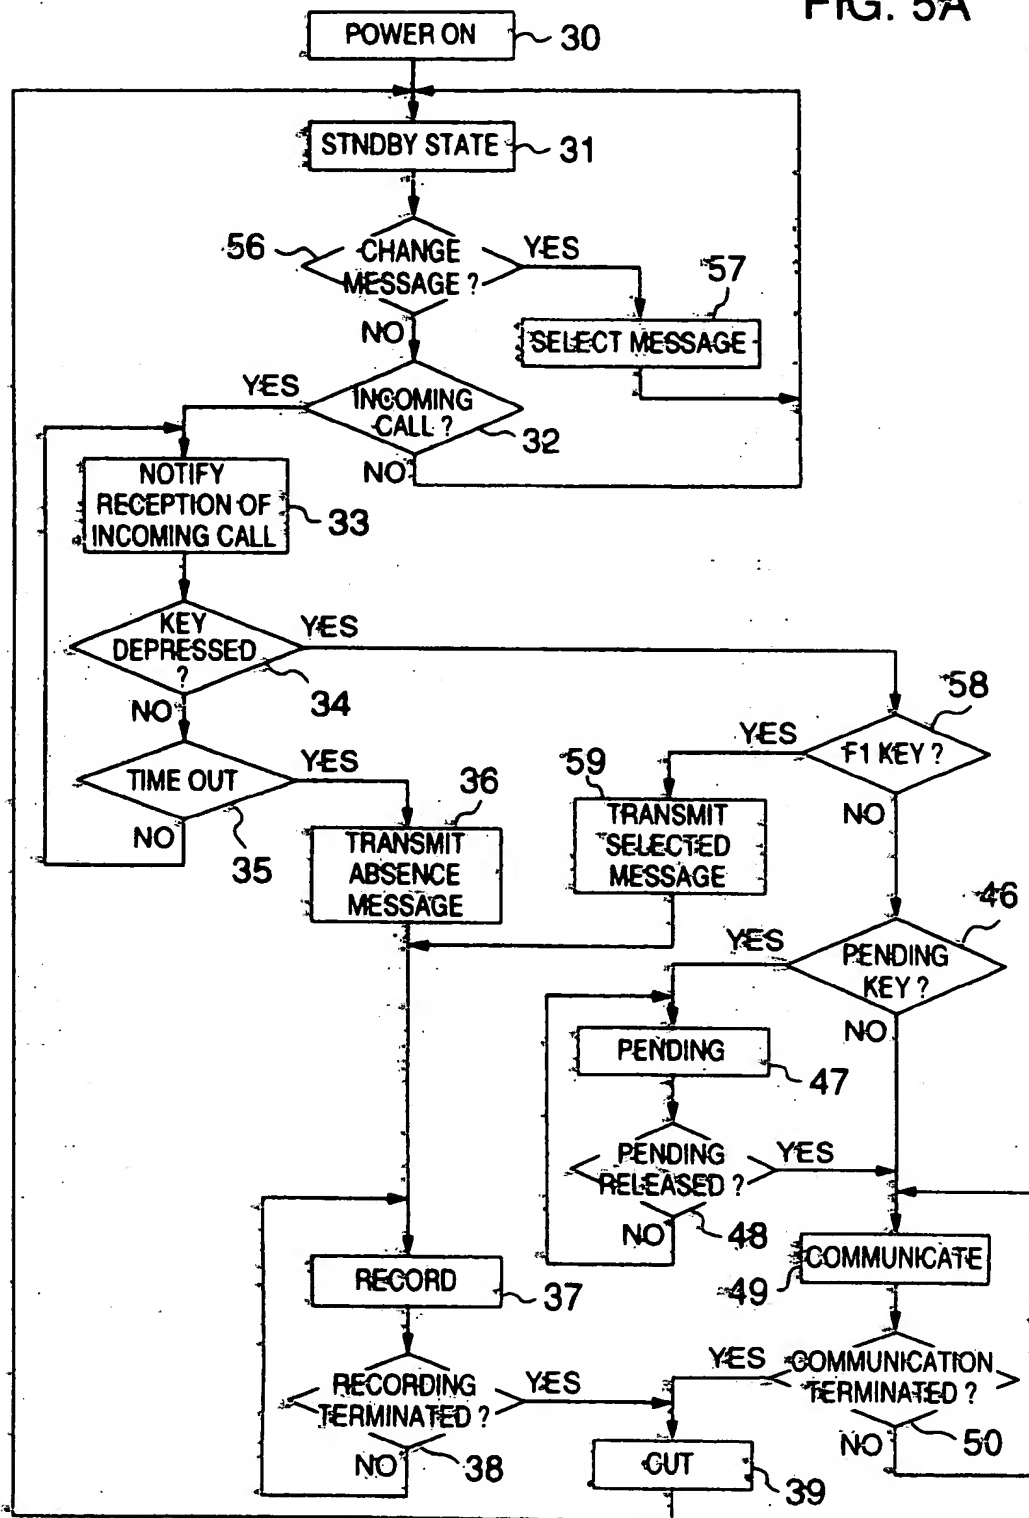 FIG. 5A
POWER ON
30
STNDBY STATE
31
56
CHANGE
MESSAGE ?
YES
57
NO
SELECT MESSAGE
YES
INCOMING
CALL ?
32
NO
NOTIFY
RECEPTION OF
INCOMING CALL
33
KEY
DEPRESSED
?
YES
34
NO
58
YES
F1 KEY ?
TIME OUT
YES
36
59
NO
NO
35
TRANSMIT
ABSENCE
MESSAGE
TRANSMIT
SELECTED
MESSAGE
46
YES
PENDING
KEY ?
NO
PENDING
47
PENDING
RELEASED ?
YES
NO
48
COMMUNICATE
49
RECORD
37
YES
COMMUNICATION
TERMINATED ?
RECORDING
TERMINATED ?
YES
NO
50
NO
38
CUT
39